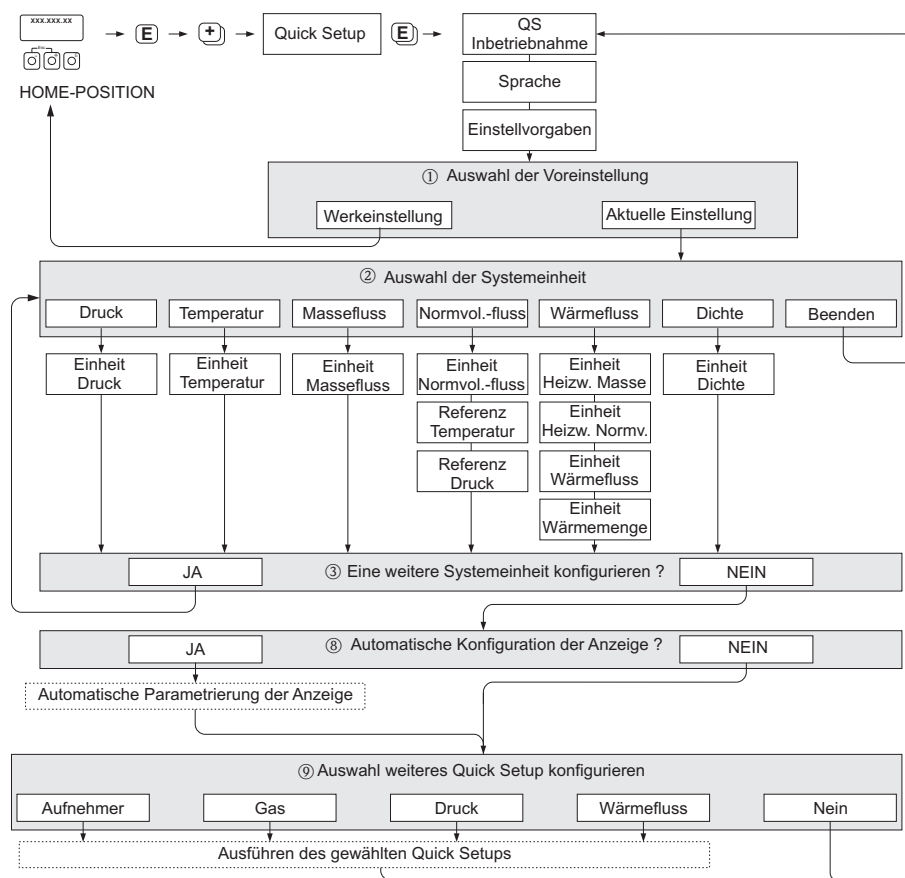 xxx.xxx.xx
Esc
E
+
Quick Setup
E
QS
Inbetriebnahme
HOME-POSITION
Sprache
Einstellvorgaben
① Auswahl der Voreinstellung
Werkeinstellung
Aktuelle Einstellung
② Auswahl der Systemeinheit
Druck
Temperatur
Massefluss
Normvol.-fluss
Wärmefluss
Dichte
Beenden
Einheit
Druck
Einheit
Temperatur
Einheit
Massefluss
Einheit
Normvol.-fluss
Referenz
Temperatur
Referenz
Druck
Einheit
Heizw. Masse
Einheit
Heizw. Normv.
Einheit
Wärmefluss
Einheit
Wärmemenge
Einheit
Dichte
JA
③ Eine weitere Systemeinheit konfigurieren ?
NEIN
JA
⑧ Automatische Konfiguration der Anzeige ?
NEIN
Automatische Parametrierung der Anzeige
⑨ Auswahl weiteres Quick Setup konfigurieren
Aufnehmer
Gas
Druck
Wärmefluss
Nein
Ausführen des gewählten Quick Setups